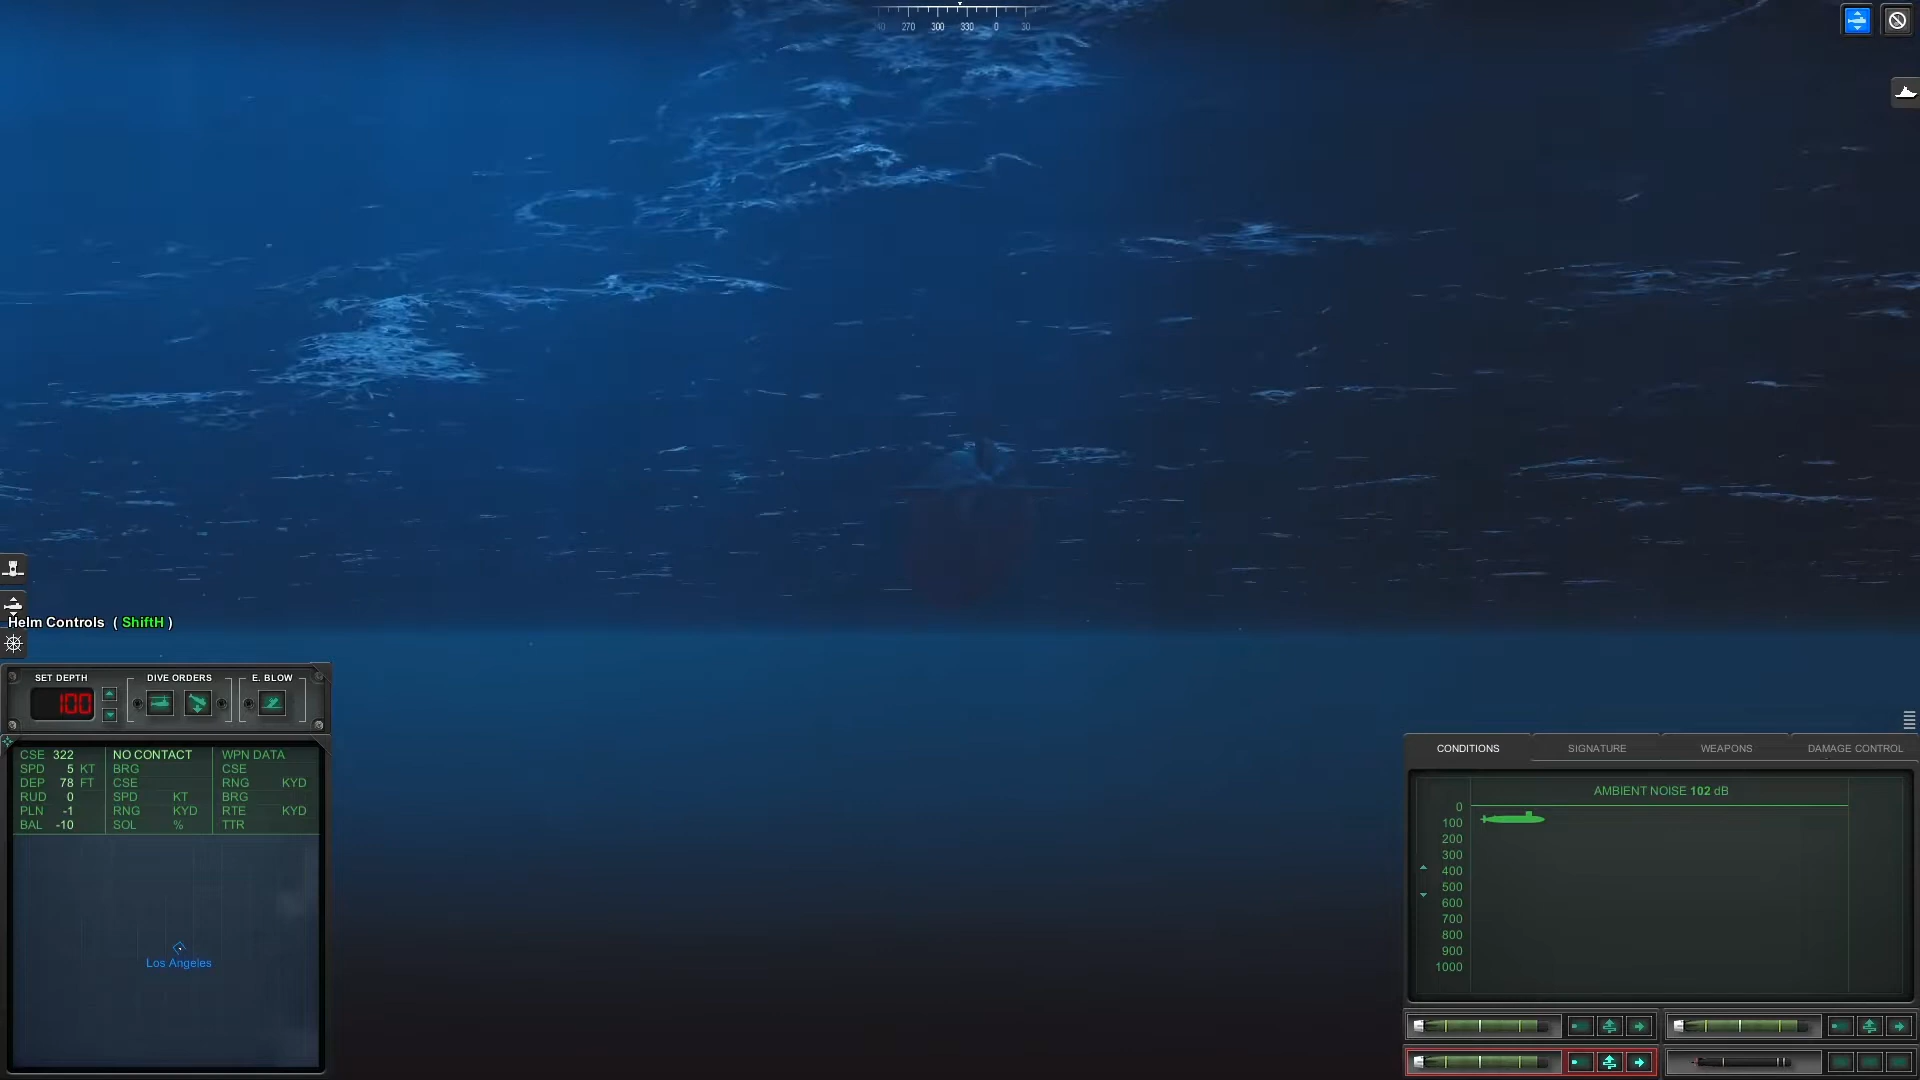 270 300 330 0 30
Helm Controls ( ShiftH )
SET DEPTH DIVE ORDERS E. BLOW
100
CSE 322 NO CONTACT WPN DATA
SPD 5 KT BRG CSE
DEP 78 FT CSE RNG KYD
RUD 0 SPD KT BRG
PLN -1 RNG KYD RTE KYD
BAL -10 SOL % TTR
Los Angeles
CONDITIONS SIGNATURE WEAPONS DAMAGE CONTROL
AMBIENT NOISE 102 dB
0
100
200
300
400
500
600
700
800
900
1000